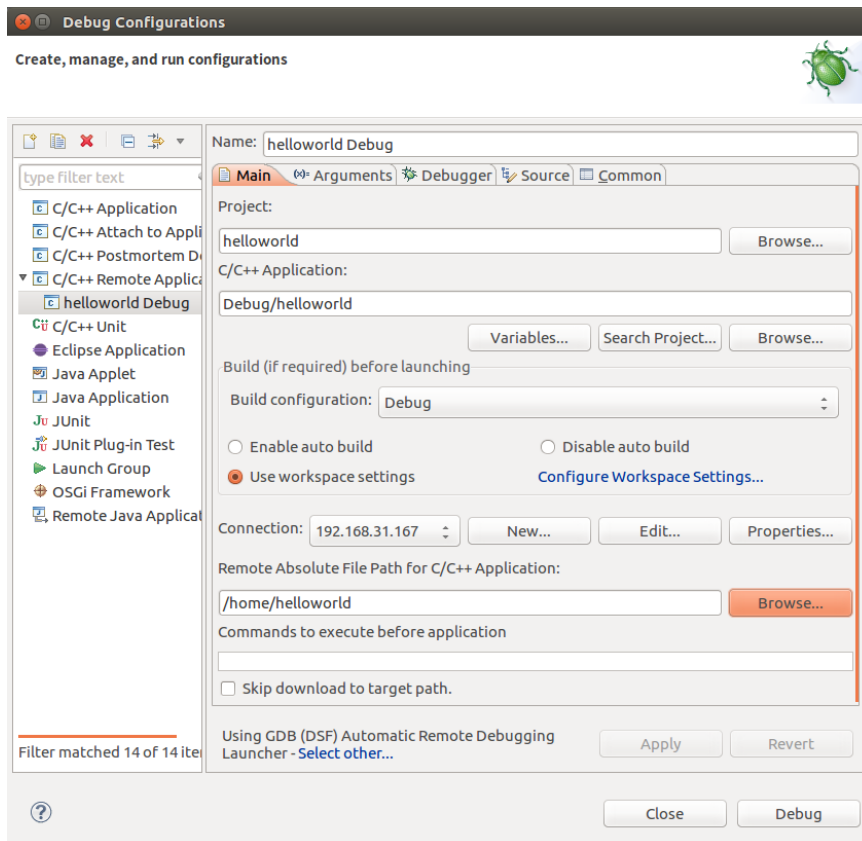 Debug Configurations
Create, manage, and run configurations
type filter text
C/C++ Application
C/C++ Attach to Appli
C/C++ Postmortem D
C/C++ Remote Applica
helloworld Debug
C/C++ Unit
Eclipse Application
Java Applet
Java Application
JUnit
JUnit Plug-in Test
Launch Group
OSGi Framework
Remote Java Applicat
Filter matched 14 of 14 ite
Name: helloworld Debug
Main (x)= Arguments Debugger Source Common
Project:
helloworld Browse...
C/C++ Application:
Debug/helloworld
Variables... Search Project... Browse...
Build (if required) before launching
Build configuration: Debug
Enable auto build Disable auto build
Use workspace settings Configure Workspace Settings...
Connection: 192.168.31.167 New... Edit... Properties...
Remote Absolute File Path for C/C++ Application:
/home/helloworld Browse...
Commands to execute before application
Skip download to target path.
Using GDB (DSF) Automatic Remote Debugging
Launcher - Select other... Apply Revert
Close Debug